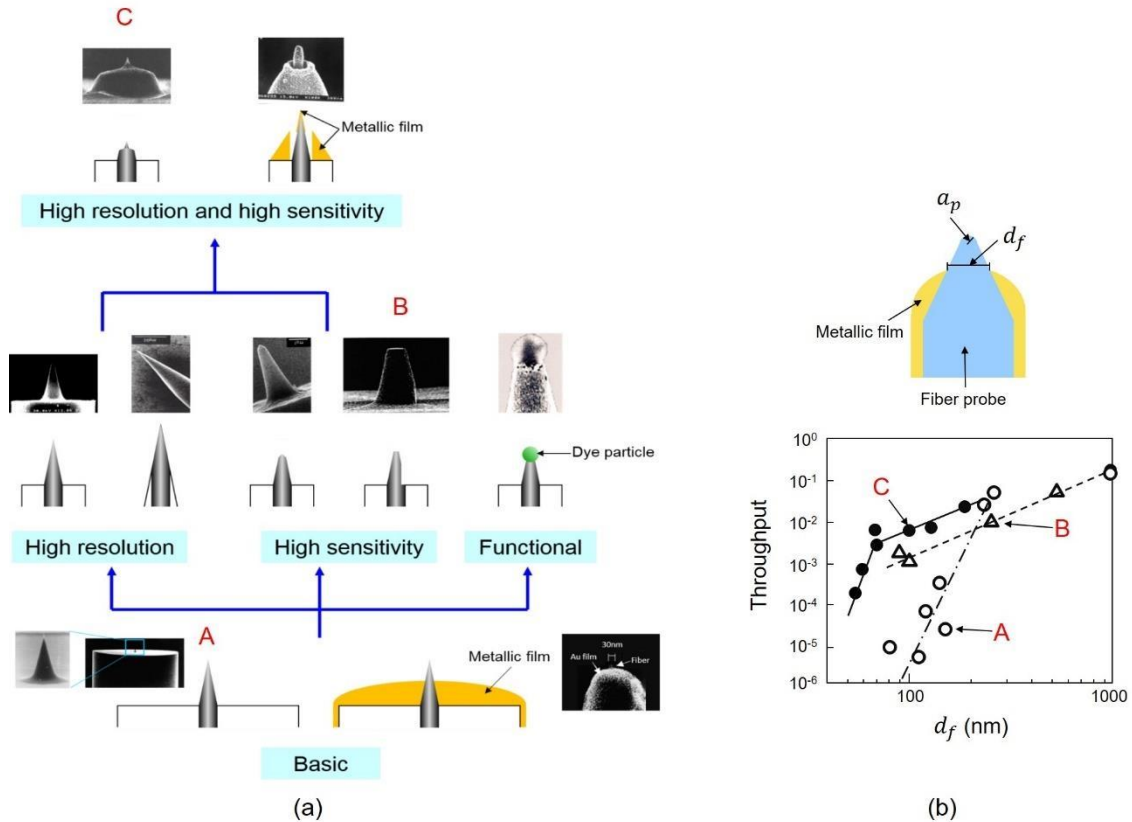 C
Metallic film
High resolution and high sensitivity
B
Dye particle
High resolution
High sensitivity
Functional
A
Metallic film
30nm
Au film
Fiber
Basic
(a)
a_p
d_f
Metallic film
Fiber probe
10^0
10^-1
10^-2
10^-3
10^-4
10^-5
10^-6
Throughput
C
B
A
100
1000
d_f (nm)
(b)